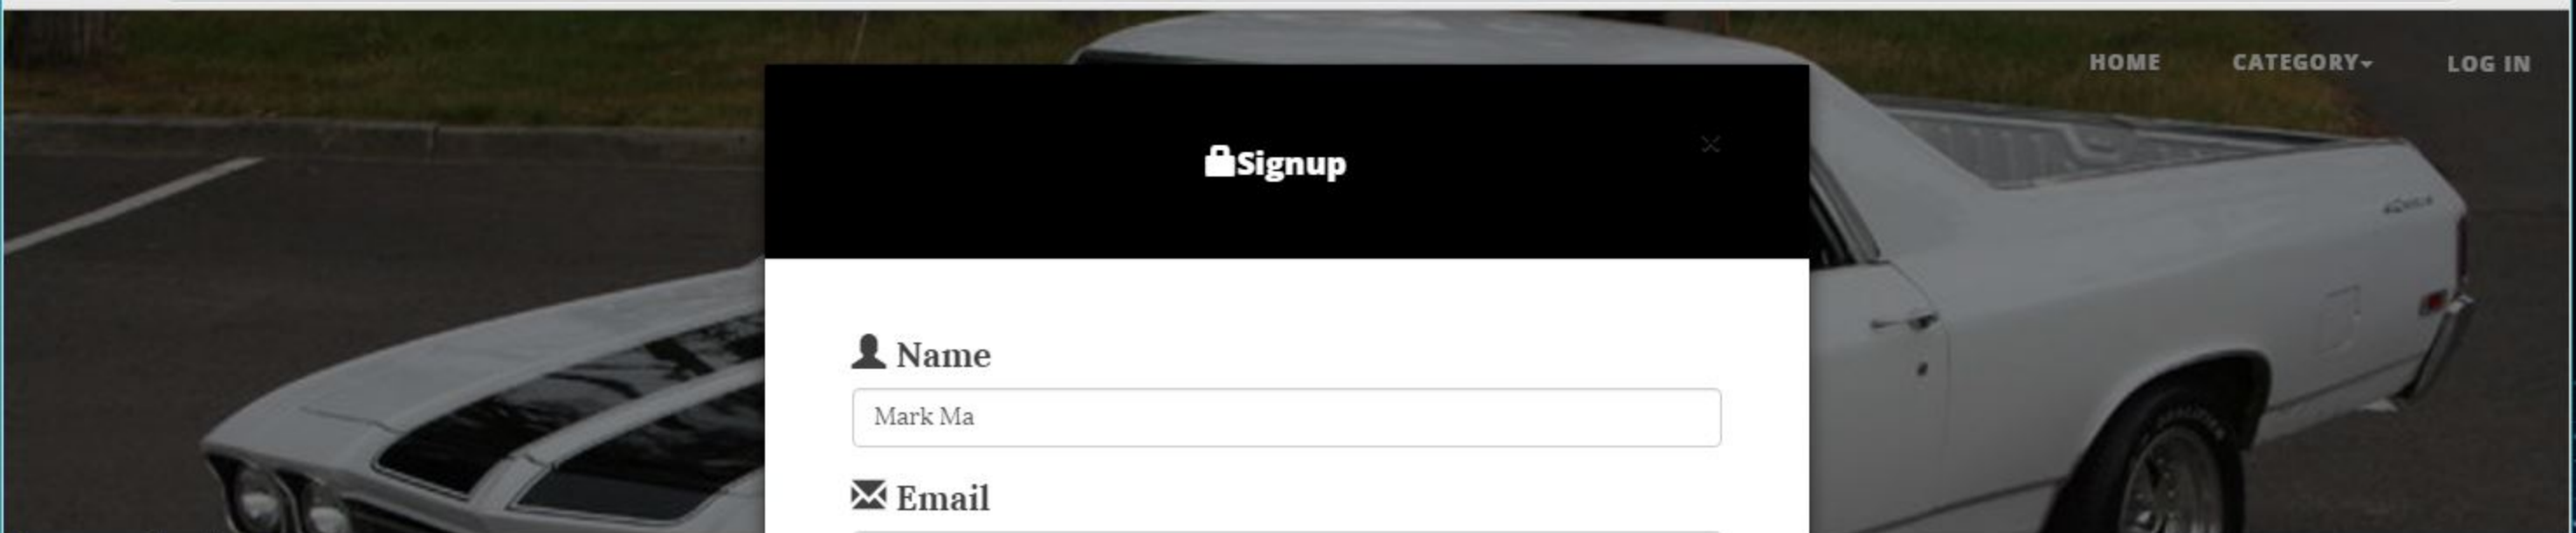 HOME CATEGORY LOG IN
Signup
Name
Mark Ma
Email